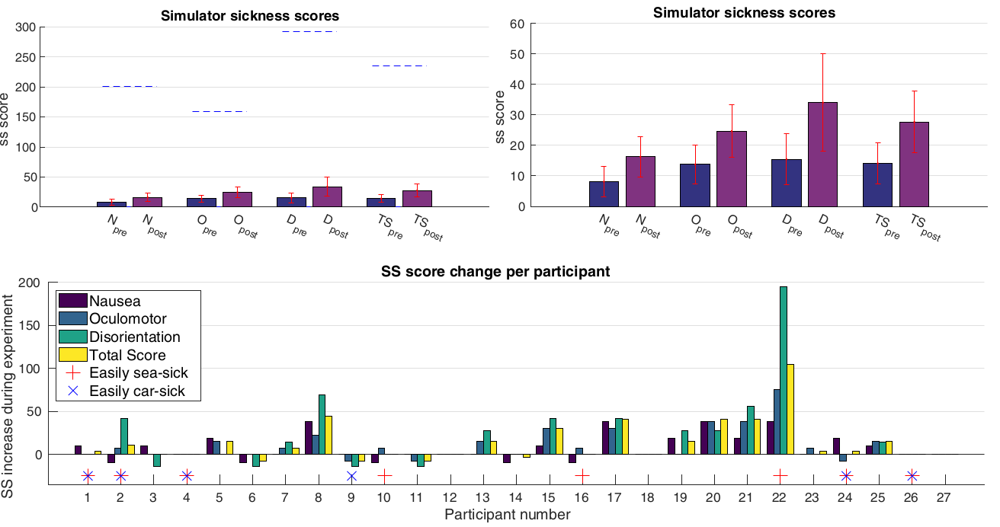 Simulator sickness scores
300
250
200
150
100
50
0
ss score
N pre
N post
O pre
O post
D pre
D post
TS pre
TS post
Simulator sickness scores
60
50
40
30
20
10
0
ss score
N pre
N post
O pre
O post
D pre
D post
TS pre
TS post
SS score change per participant
200
150
100
50
0
SS increase during experiment
Nausea
Oculomotor
Disorientation
Total Score
Easily sea-sick
Easily car-sick
1 2 3 4 5 6 7 8 9 10 11 12 13 14 15 16 17 18 19 20 21 22 23 24 25 26 27
Participant number